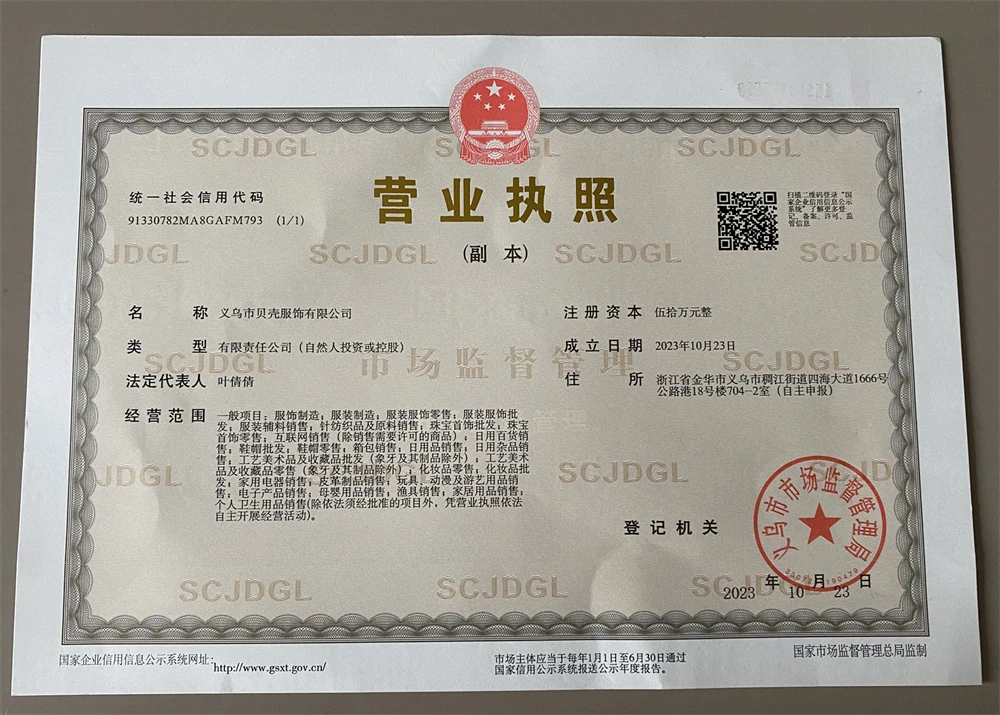 营业执照
(副 本)
统一社会信用代码
91330782MA8GAFM793 (1/1)
扫描二维码登录“国
家企业信用信息公示
系统”了解更多登
记、备案、许可、监
管信息
名 称 义乌市贝壳服饰有限公司
类 型 有限责任公司（自然人投资或控股）
法定代表人 叶倩倩
经营范围 一般项目：服饰制造；服装制造；服装服饰零售；服装服饰批
发；服装辅料销售；针纺织品及原料销售；珠宝首饰批发；珠宝
首饰零售；互联网销售（除销售需要许可的商品）；日用百货销
售；鞋帽批发；鞋帽零售；箱包销售；日用品销售；日用杂品销
售；工艺美术品及收藏品批发（象牙及其制品除外）；工艺美术
品及收藏品零售（象牙及其制品除外）；化妆品零售；化妆品批
发；家用电器销售；皮革制品销售；玩具、动漫及游艺用品销
售；电子产品销售；母婴用品销售；渔具销售；家居用品销售；
个人卫生用品销售(除依法须经批准的项目外，凭营业执照依法
自主开展经营活动)。
注册资本 伍拾万元整
成立日期 2023年10月23日
住 所 浙江省金华市义乌市稠江街道四海大道1666号
公路港18号楼704-2室（自主申报）
登记机关
义乌市市场监督管理局
2023 年 10 月 23 日
SCJDGL
市场监督管理
国家企业信用信息公示系统网址：http://www.gsxt.gov.cn/
市场主体应当于每年1月1日至6月30日通过
国家信用公示系统报送公示年度报告。
国家市场监督管理总局监制